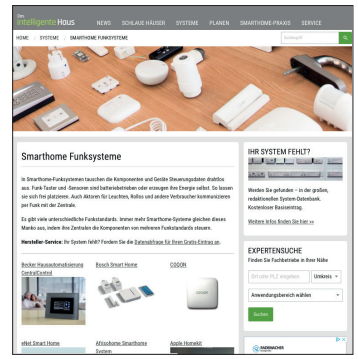 Das
intelligente Haus
NEWS SCHLAUE HÄUSER SYSTEME PLANEN SMARTHOME-PRAXIS SERVICE
HOME / SYSTEME / SMARTHOME FUNKSYSTEME
Suchbegriff
Smarthome Funksysteme
In Smarthome-Funksystemen tauschen die Komponenten und Geräte Steuerungsdaten drahtlos
aus. Funk-Taster und -Sensoren sind batteriebetrieben oder erzeugen ihre Energie selbst. So lassen
sie sich frei platzieren. Auch Aktoren für Leuchten, Rollos und andere Verbraucher kommunizieren
per Funk mit der Zentrale.
Es gibt viele unterschiedliche Funkstandards. Immer mehr Smarthome-Systeme gleichen dieses
Manko aus, indem ihre Zentralen die Komponenten von mehreren Funkstandards steuern.
Hersteller-Service: Ihr System fehlt? Fordern Sie die Datenabfrage für Ihren Gratis-Eintrag an.
Becker Hausautomatisierung
CentralControl
Bosch Smart Home
COQON
eNet Smart Home
Afriso­home Smarthome
System
Apple Homekit
IHR SYSTEM FEHLT?
Werden Sie gefunden – in der großen,
redaktionellen System-Datenbank.
Kostenloser Basiseintrag.
Weitere Infos finden Sie hier »»
EXPERTENSUCHE
Finden Sie Fachbetriebe in Ihrer Nähe
Ort oder PLZ eingeben
Umkreis
Anwendungsbereich wählen
Suchen
RADEMACHER